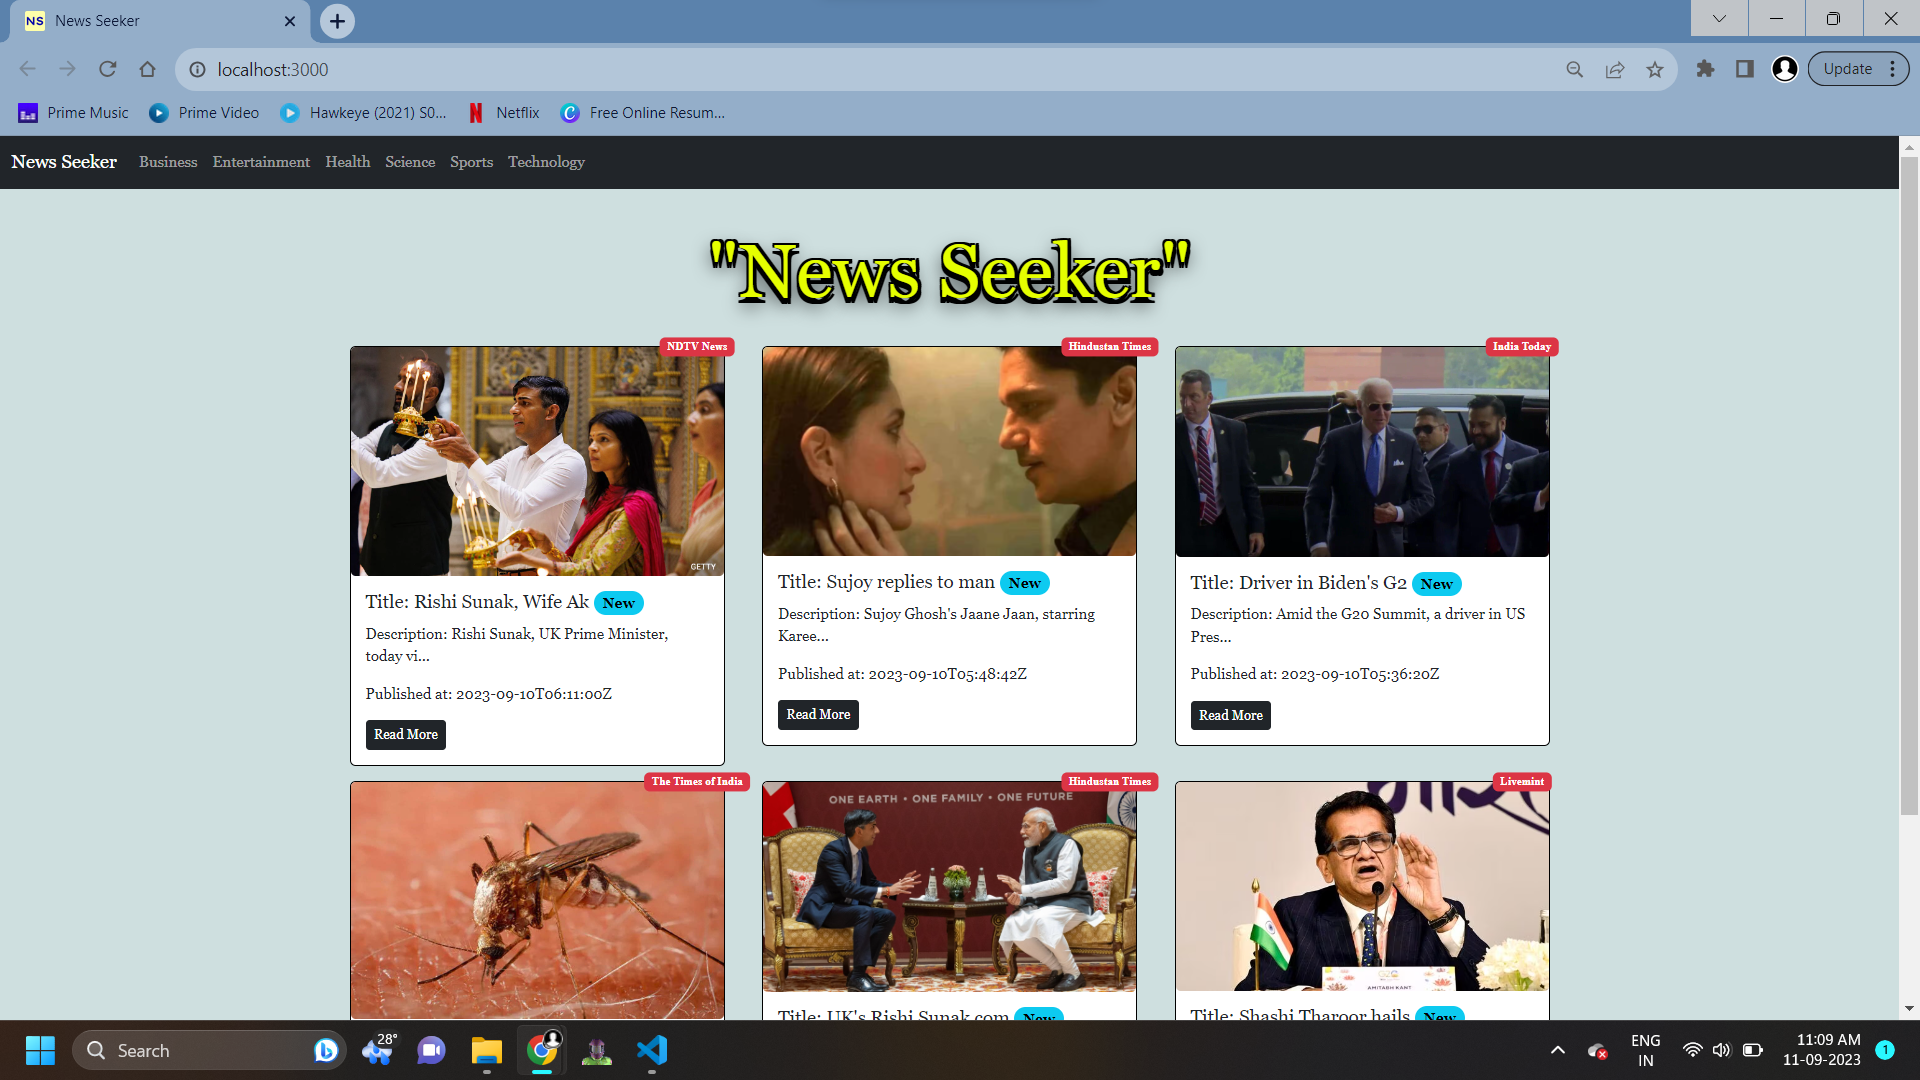 NS News Seeker
localhost:3000
Update
Prime Music Prime Video Hawkeye (2021) S0... Netflix Free Online Resum...
News Seeker Business Entertainment Health Science Sports Technology
"News Seeker"
NDTV News
GETTY
Title: Rishi Sunak, Wife Ak New
Description: Rishi Sunak, UK Prime Minister,
today vi...
Published at: 2023-09-10T06:11:00Z
Read More
Hindustan Times
Title: Sujoy replies to man New
Description: Sujoy Ghosh's Jaane Jaan, starring
Karee...
Published at: 2023-09-10T05:48:42Z
Read More
India Today
Title: Driver in Biden's G2 New
Description: Amid the G20 Summit, a driver in US
Pres...
Published at: 2023-09-10T05:36:20Z
Read More
The Times of India
Hindustan Times
ONE EARTH • ONE FAMILY • ONE FUTURE
Title: UK's Rishi Sunak com New
Livemint
AMITABH KANT
Title: Shashi Tharoor hails New
Search
28°
ENG
IN
11:09 AM
11-09-2023
1